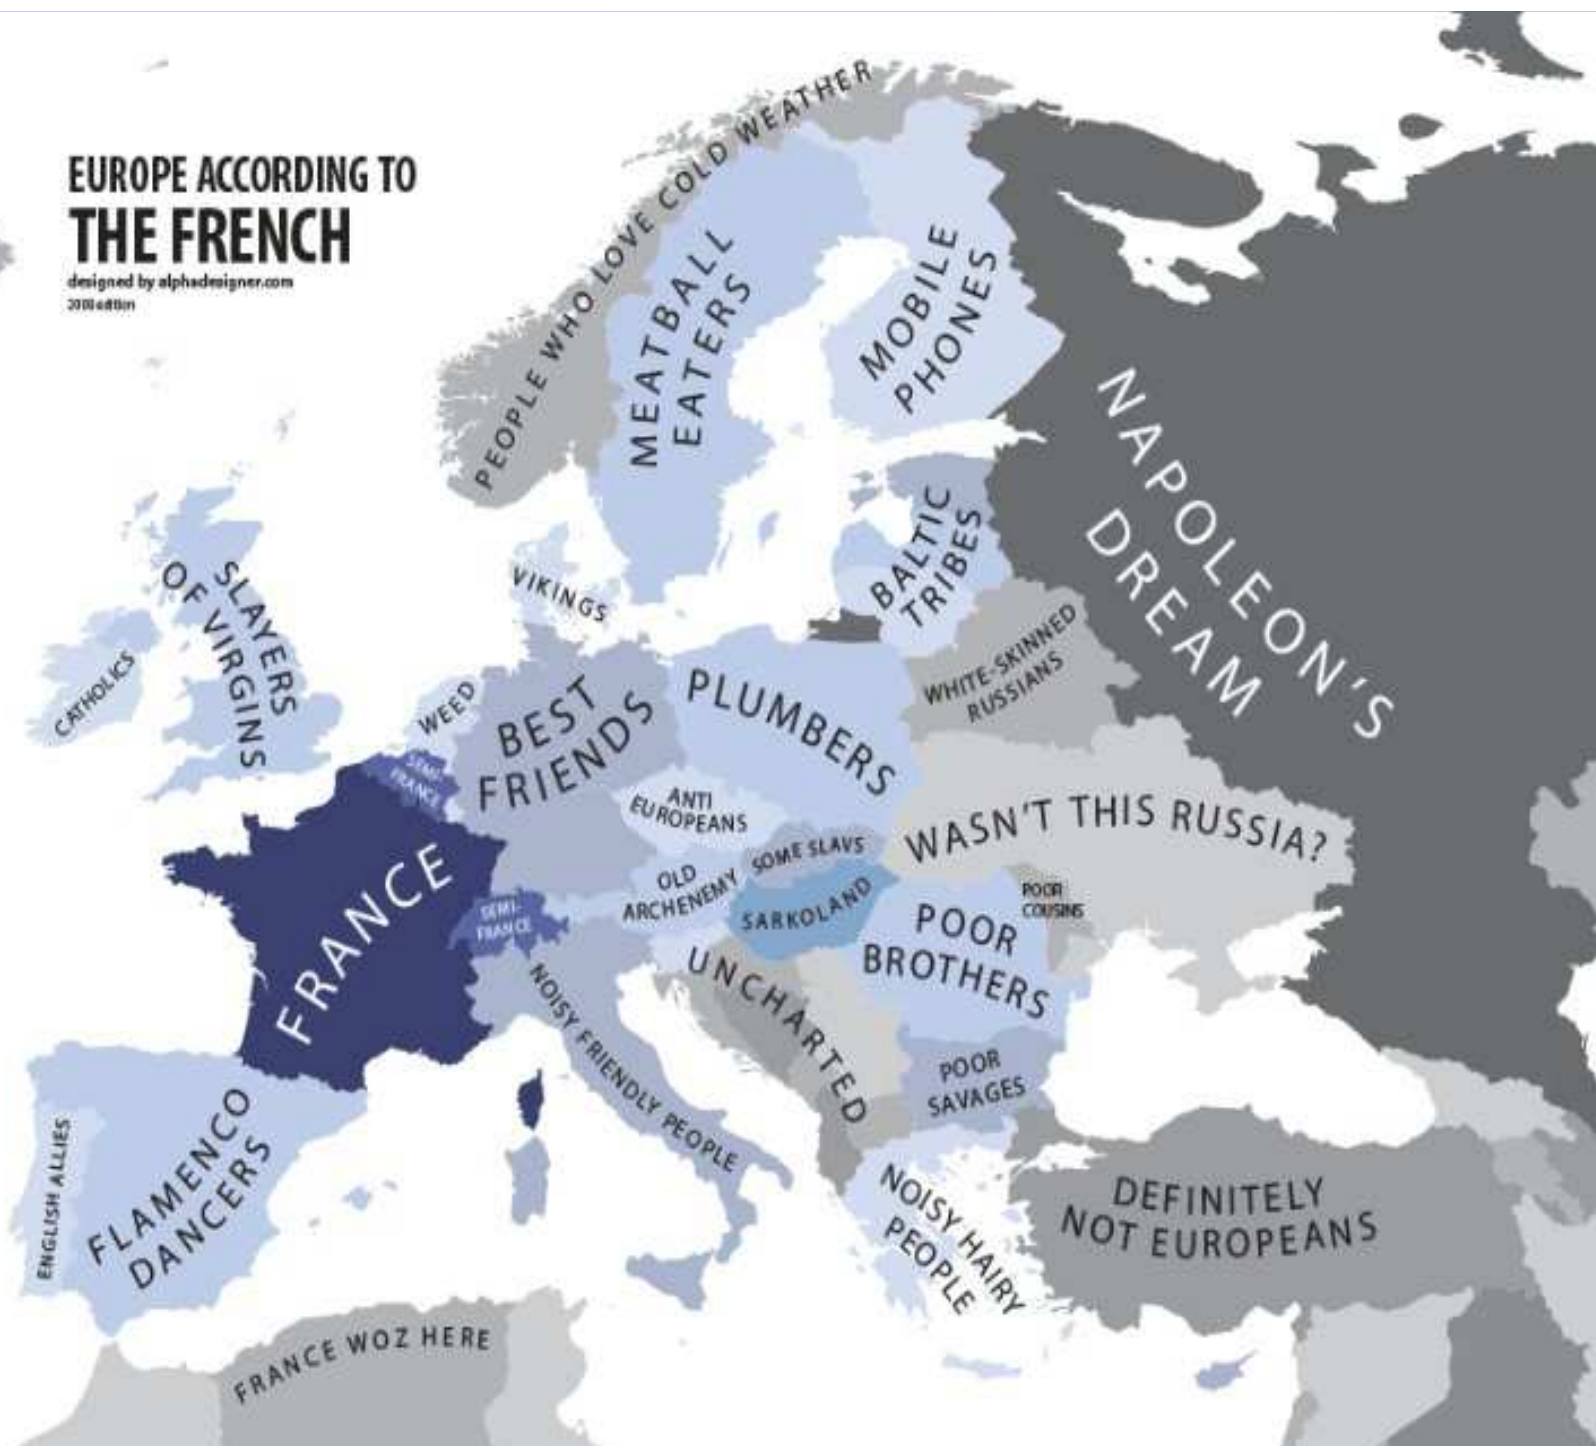 EUROPE ACCORDING TO
THE FRENCH
designed by alphadesigner.com
PEOPLE WHO LOVE COLD WEATHER
MEATBALL
EATERS
MOBILE
PHONES
NAPOLEON'S
DREAM
BALTIC
TRIBES
VIKINGS
SLAYERS
OF VIRGINS
CATHOLICS
WHITE-SKINNED
RUSSIANS
WEED
BEST
FRIENDS
PLUMBERS
SEMI-
FRANCE
ANTI
EUROPEANS
WASN'T THIS RUSSIA?
SOME SLAVS
FRANCE
OLD
ARCHENEMY
SARKOLAND
POOR
COUSINS
SEMI-
FRANCE
POOR
BROTHERS
UNCHARTED
NOISY FRIENDLY PEOPLE
POOR
SAVAGES
ENGLISH ALLIES
FLAMENCO
DANCERS
NOISY HAIRY
PEOPLE
DEFINITELY
NOT EUROPEANS
FRANCE WOZ HERE